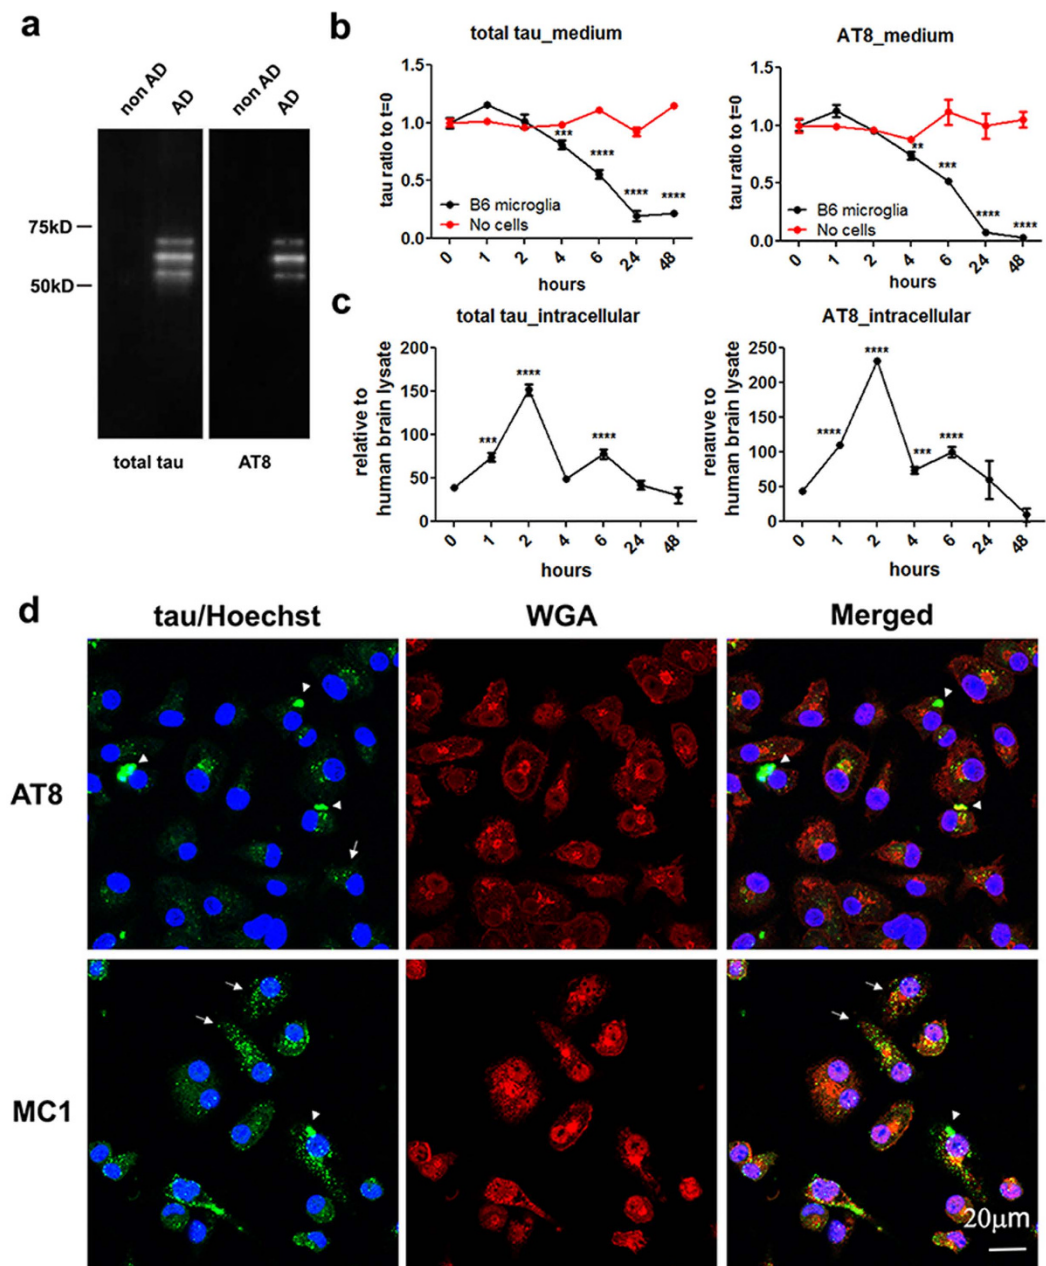 a
non AD
AD
non AD
AD
75kD
50kD
total tau
AT8
b
total tau_medium
tau ratio to t=0
1.5
1.0
0.5
0.0
***
****
****
****
B6 microglia
No cells
0
1
2
4
6
24
48
hours
AT8_medium
tau ratio to t=0
1.5
1.0
0.5
0.0
**
***
****
****
B6 microglia
No cells
0
1
2
4
6
24
48
hours
c
total tau_intracellular
relative to
human brain lysate
200
150
100
50
0
***
****
****
0
1
2
4
6
24
48
hours
AT8_intracellular
relative to
human brain lysate
250
200
150
100
50
0
****
****
***
****
0
1
2
4
6
24
48
hours
d
tau/Hoechst
WGA
Merged
AT8
MC1
20μm